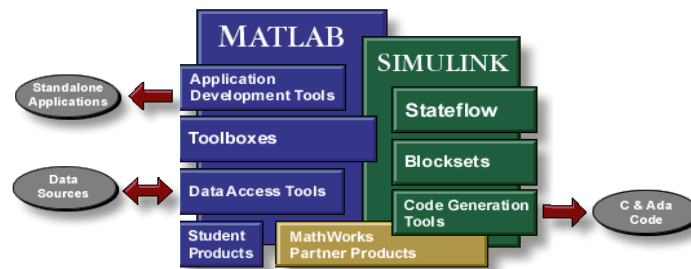 MATLAB
SIMULINK
Standalone
Applications
Application
Development Tools
Stateflow
Toolboxes
Blocksets
Data
Sources
Data Access Tools
Code Generation
Tools
C & Ada
Code
Student
Products
MathWorks
Partner Products